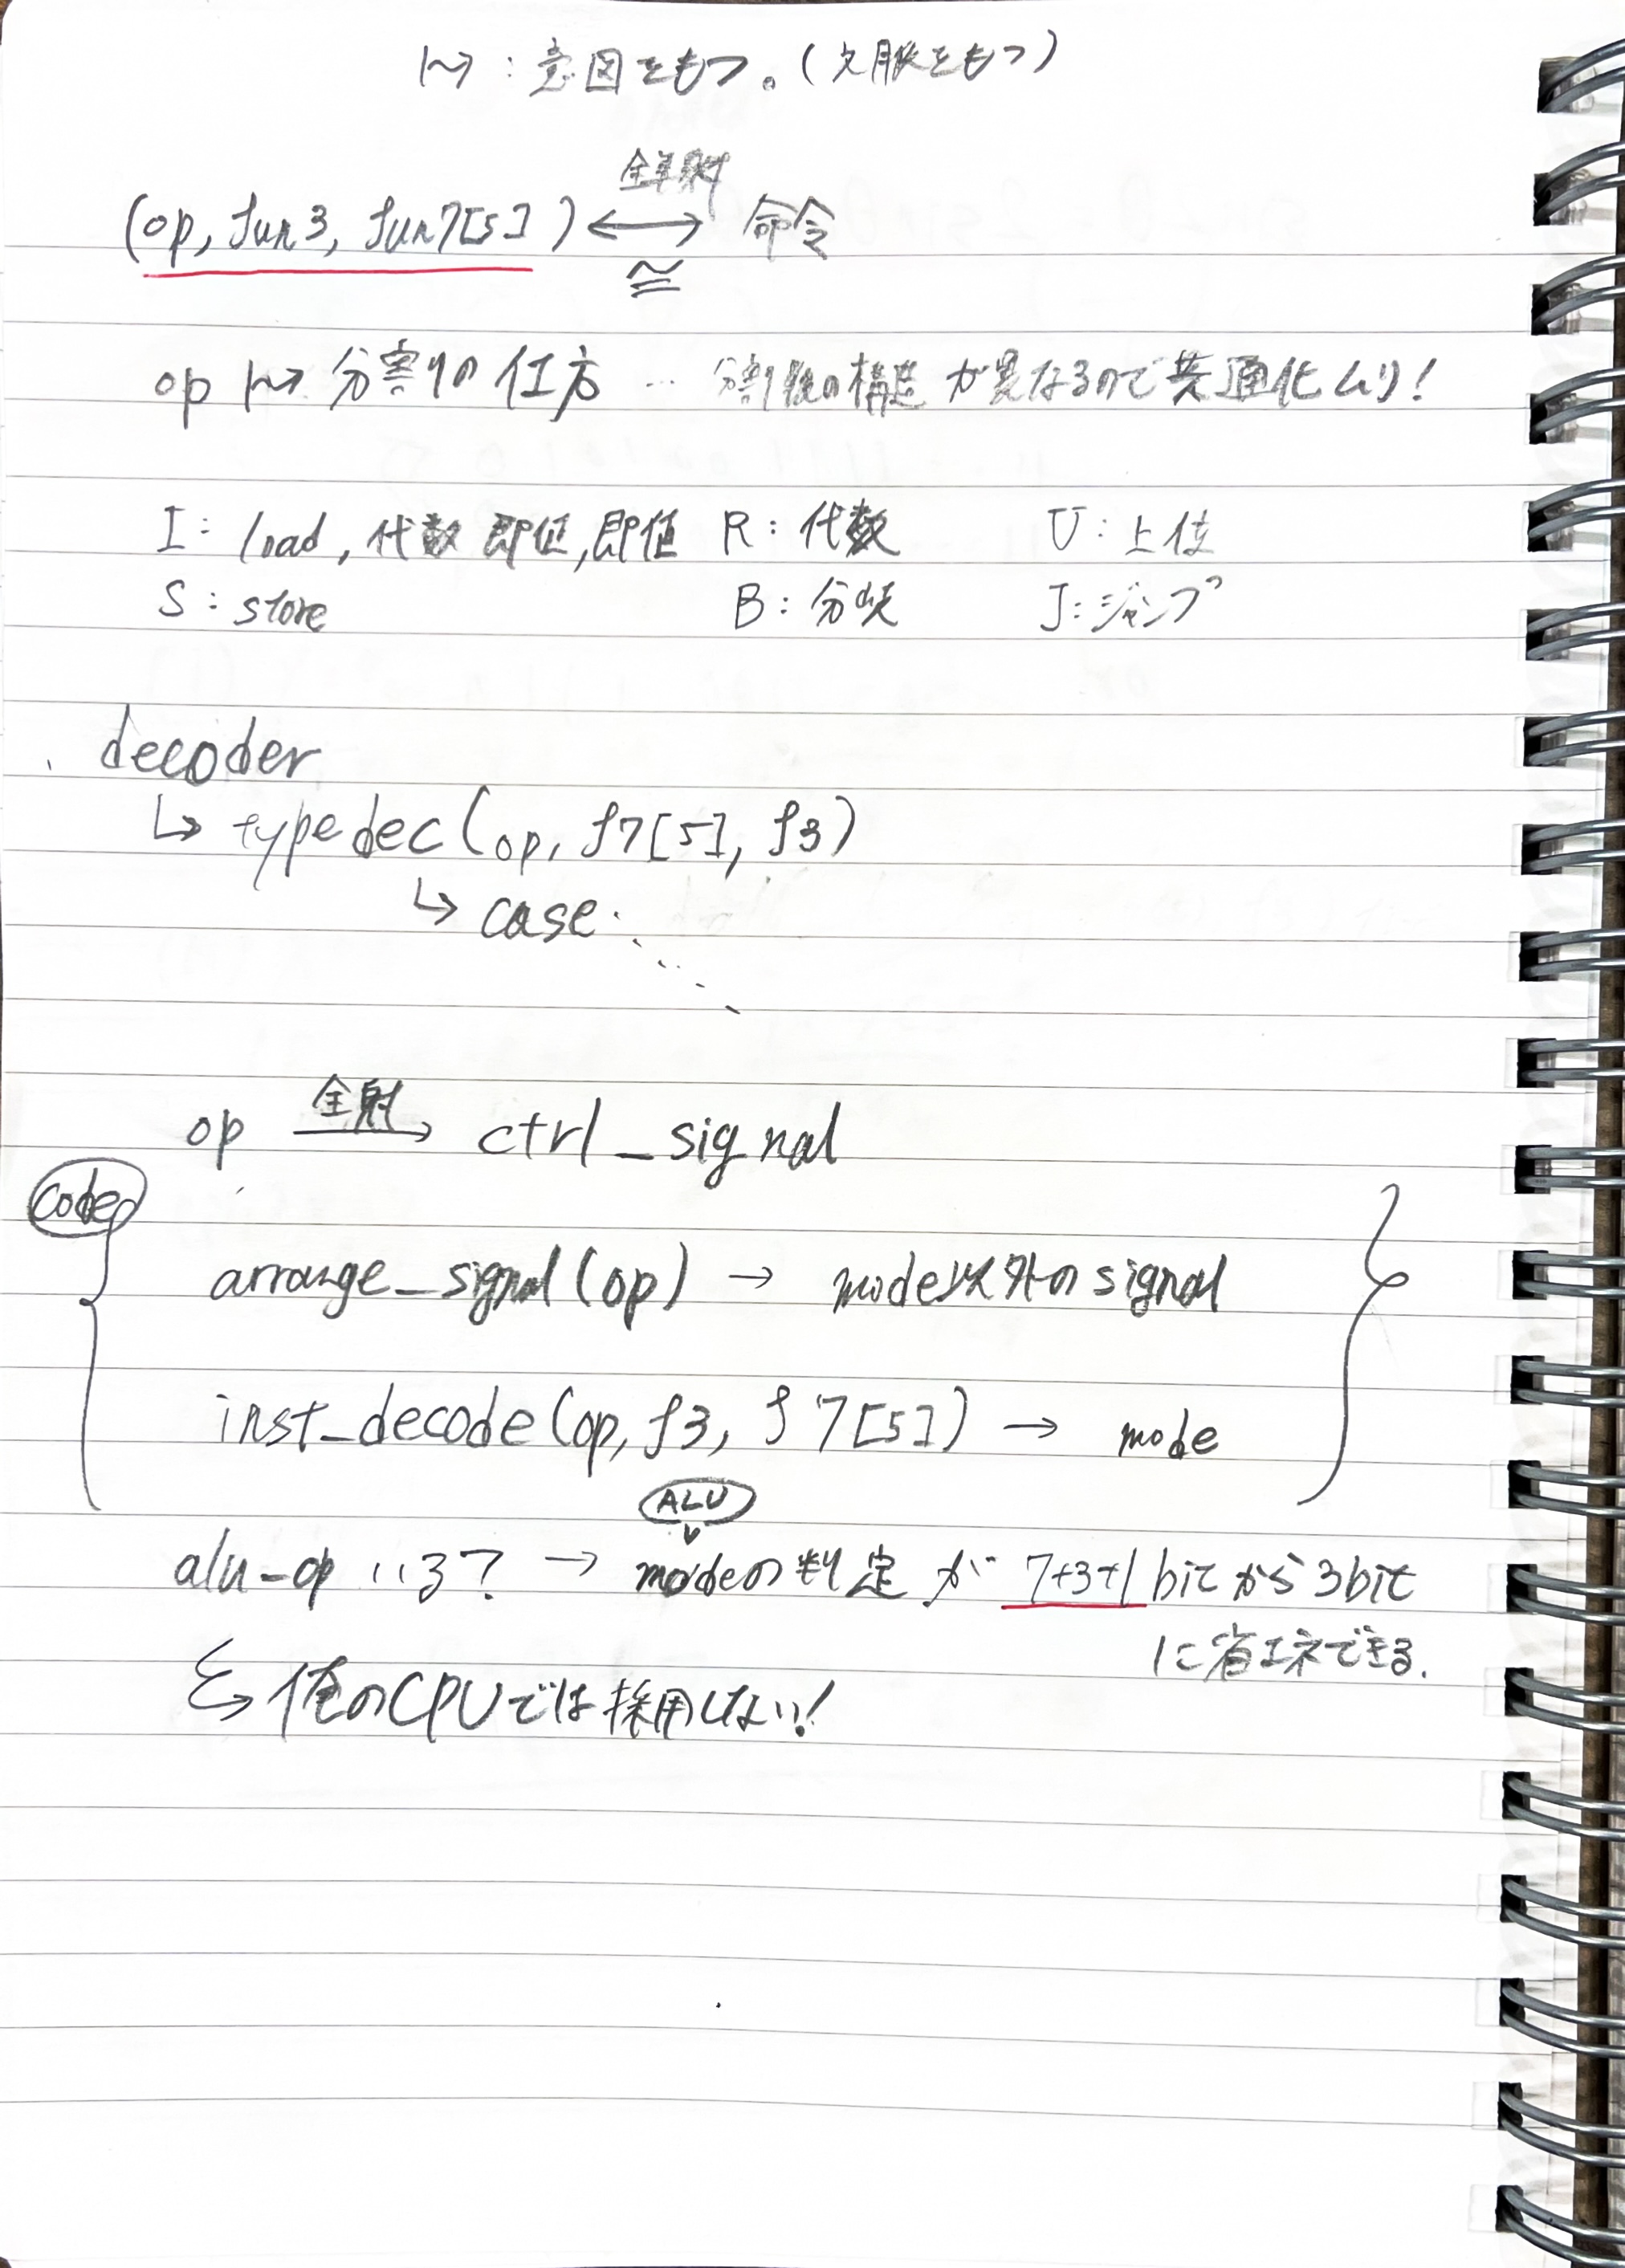 ↝ : 意図をもつ。(文脈をもつ)
全単射
(op, fun3, fun7[5]) ⟷ 命令
≅
op ↝ 分割の仕方 … 分割後の構造が異なるので共通化ムリ!
I: load, 代数即値, 即値 R: 代数 U: 上位
S: store B: 分岐 J: ジャンプ
decoder
↳ typedec(op, f7[5], f3)
↳ case
全射
op → ctrl_signal
code
arrange_signal(op) → mode以外のsignal
inst_decode(op, f3, f7[5]) → mode
ALU
alu-op いる? → modeの判定が 7+3+1 bitから3bit
に省エネできる.
↳ 俺のCPUでは採用しない!